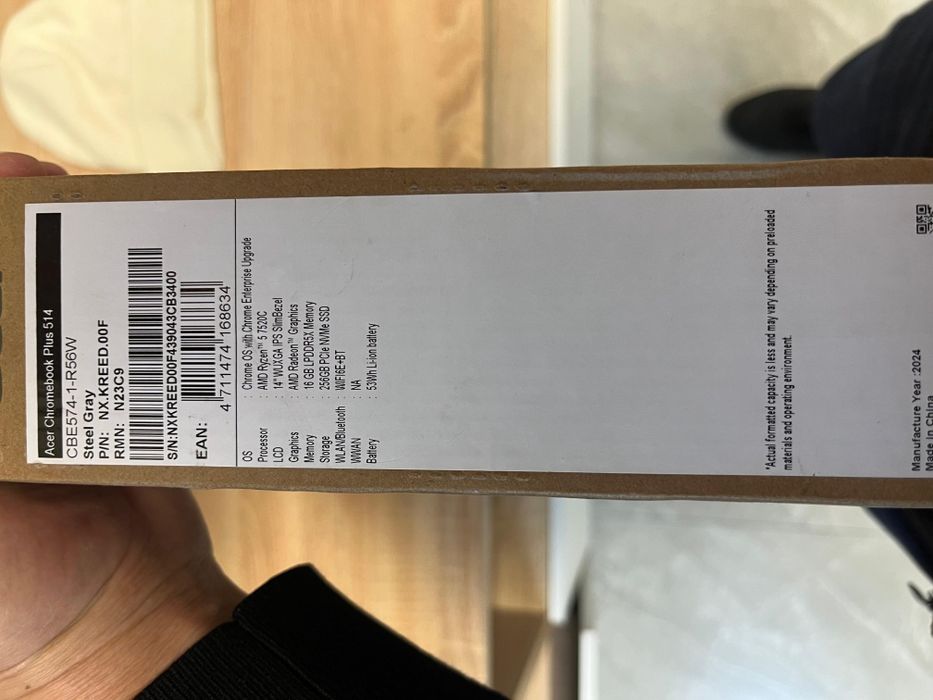 Acer Chromebook Plus 514
CBE574-1-R56W
Steel Gray
P/N: NX.KREED.00F
RMN: N23C9
S/N:NXKREED00F439043CB3400
EAN:
4 711474 168634
OS : Chrome OS with Chrome Enterprise Upgrade
Processor : AMD Ryzen™ 5 7520C
LCD : 14" WUXGA IPS SlimBezel
Graphics : AMD Radeon™ Graphics
Memory : 16 GB LPDDR5X Memory
Storage : 256GB PCIe NVMe SSD
WLAN/Bluetooth : WIFI6E+BT
WWAN : NA
Battery : 53Wh Li-ion battery
*Actual formatted capacity is less and may vary depending on preloaded
materials and operating environment.
Manufacture Year :2024
Made In China